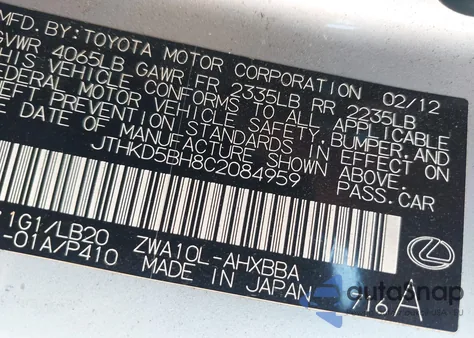 MFD.BY:TOYOTA MOTOR CORPORATION 02/12
GVWR 4065LB GAWR FR 2335LB RR 2235LB
THIS VEHICLE CONFORMS TO ALL APPLICABLE
FEDERAL MOTOR VEHICLE SAFETY, BUMPER, AND
THEFT PREVENTION STANDARDS IN EFFECT ON THE
DATE OF MANUFACTURE SHOWN ABOVE.
JTHKD5BH8C2084959 PASS.CAR
1G1/LB20 ZWA10L-AHXBBA
-01A/P410 MADE IN JAPAN
/16 A
autoSnap